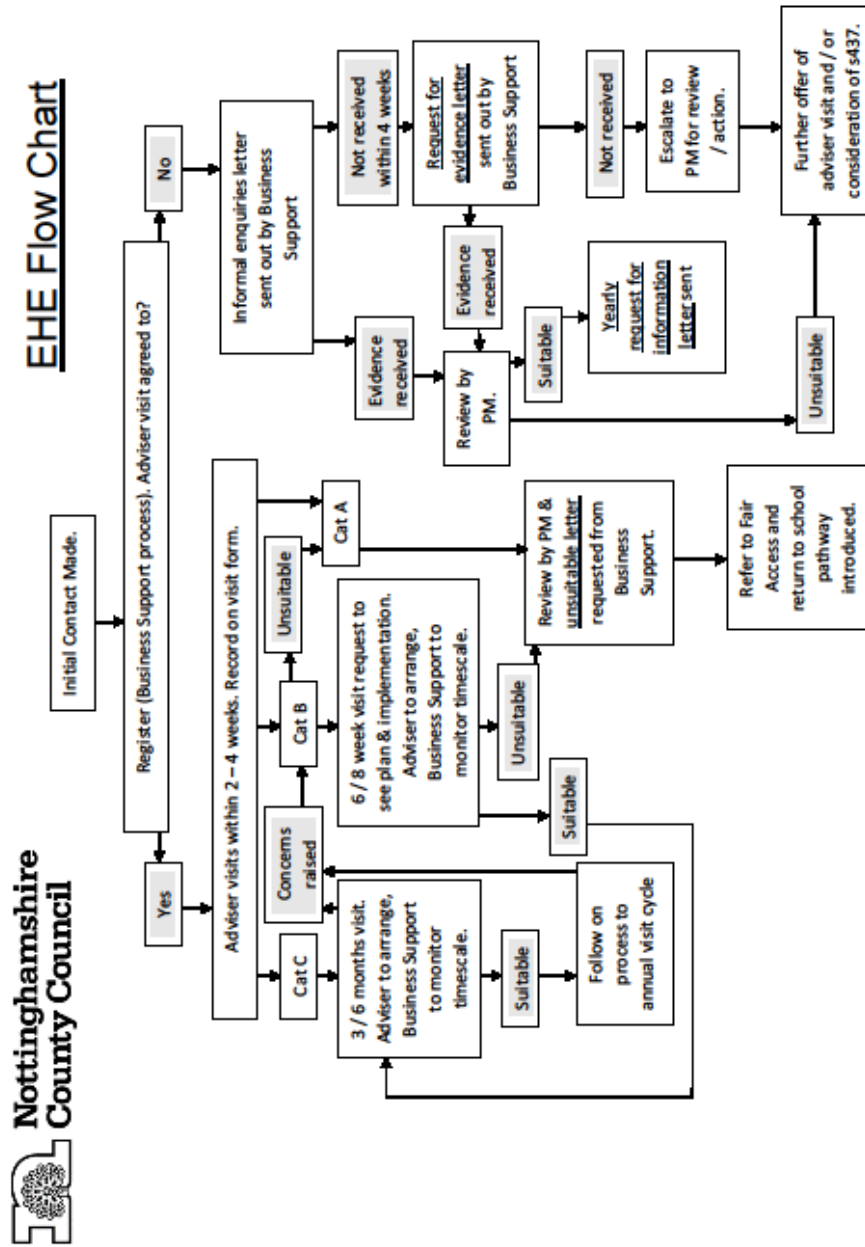 Nottinghamshire
County Council
EHE Flow Chart
Initial Contact Made.
Register (Business Support process). Adviser visit agreed to?
Yes
No
Adviser visits within 2 – 4 weeks. Record on visit form.
Cat C
Concerns
raised
Cat B
Unsuitable
Cat A
3 / 6 months visit.
Adviser to arrange,
Business Support
to monitor
timescale.
6 / 8 week visit request to
see plan & implementation.
Adviser to arrange,
Business Support to
monitor timescale.
Suitable
Follow on
process to
annual visit cycle
Suitable
Unsuitable
Review by PM &
unsuitable letter
requested from
Business
Support.
Refer to Fair
Access and
return to school
pathway
introduced.
Informal enquiries letter
sent out by Business
Support
Evidence
received
Not received
within 4 weeks
Review by
PM.
Evidence
received
Request for
evidence letter
sent out by
Business Support
Suitable
Yearly
request for
information
letter sent
Not received
Escalate to
PM for review
/ action.
Unsuitable
Further offer of
adviser visit and / or
consideration of s437.